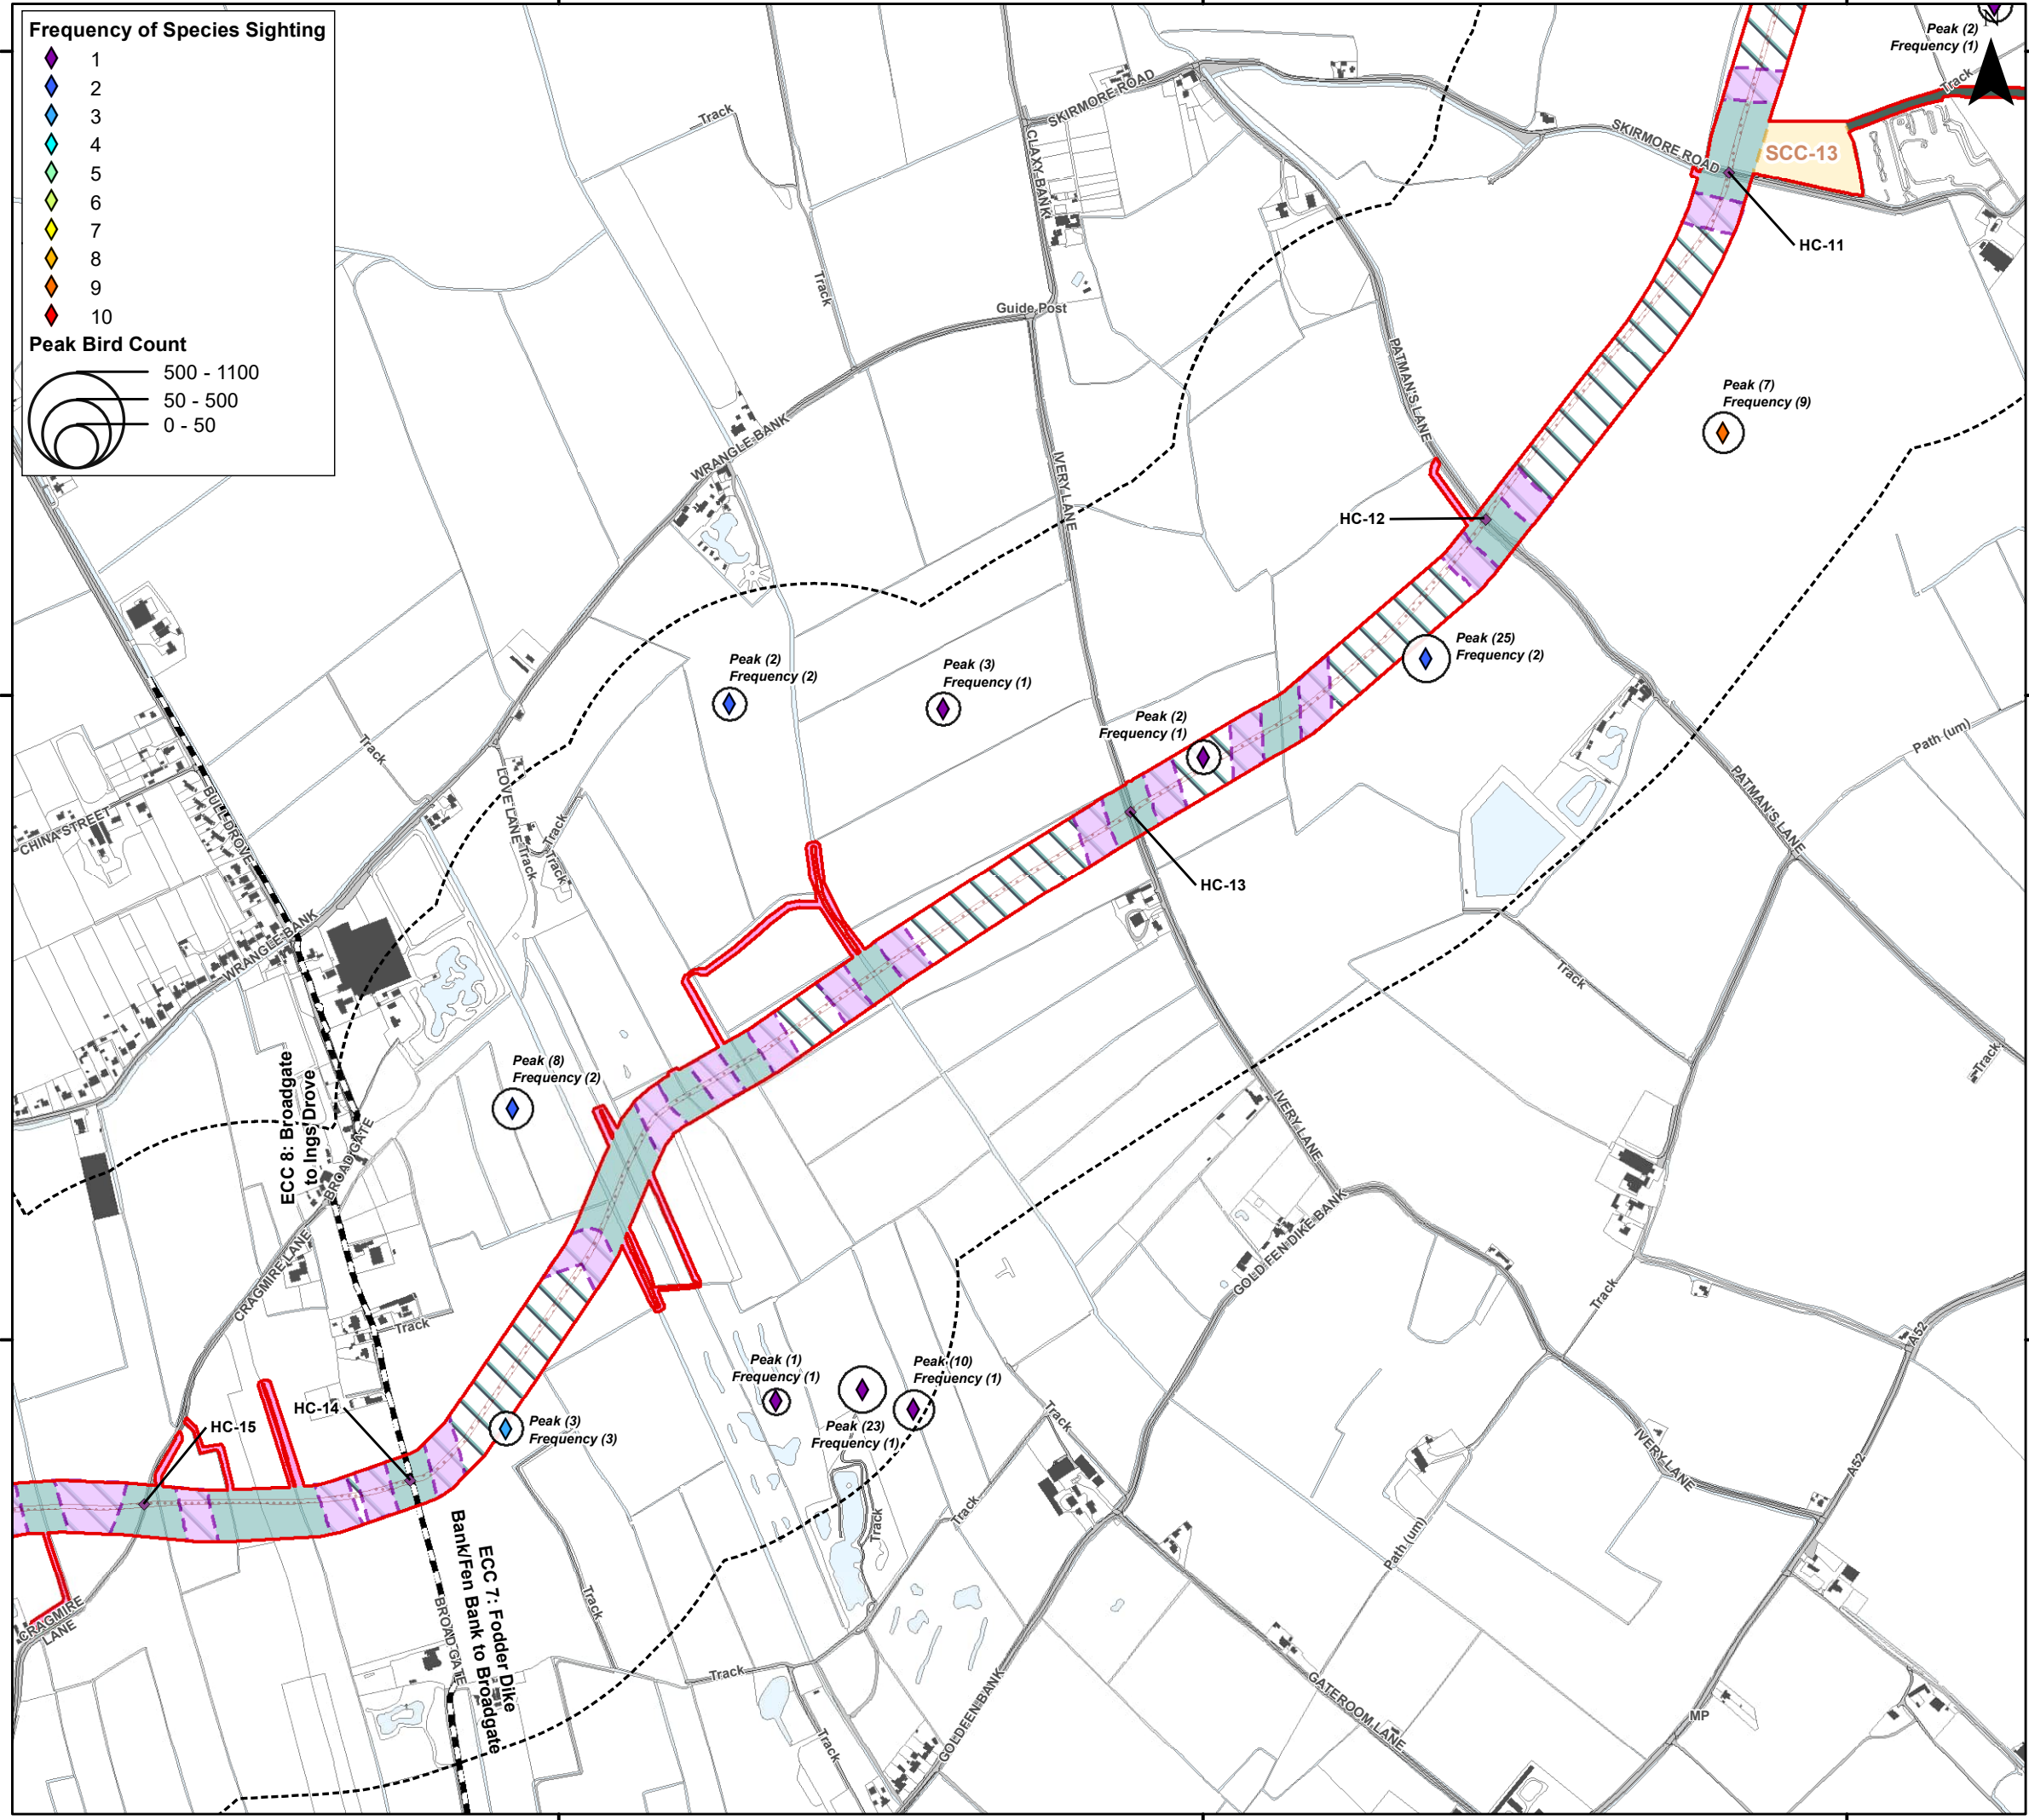 Frequency of Species Sighting
1
2
3
4
5
6
7
8
9
10
Peak Bird Count
500 - 1100
50 - 500
0 - 50
Peak (2)
Frequency (1)
N
Track
SKIRMORE ROAD
Track
CLAXY BANK
SKIRMORE ROAD
SCC-13
HC-11
Track
Guide Post
PATMAN'S LANE
Peak (7)
Frequency (9)
WRANGLE BANK
IVERY LANE
HC-12
Peak (25)
Frequency (2)
Peak (2)
Frequency (2)
Peak (3)
Frequency (1)
Peak (2)
Frequency (1)
Path (um)
Track
BULL DROVE
CHINA STREET
LOVE LANE
Track
Track
Track
PATMAN'S LANE
HC-13
WRANGLE BANK
Track
Track
Peak (8)
Frequency (2)
ECC 8: Broadgate
to Ings Drove
BROAD GATE
IVERY LANE
GOLD FEN DIKE BANK
CRAGMIRE LANE
Track
Track
A52
Peak (1)
Frequency (1)
Peak (10)
Frequency (1)
Peak (23)
Frequency (1)
HC-14
HC-15
Peak (3)
Frequency (3)
Track
IVERY LANE
A52
Track
Track
Path (um)
ECC 7: Fodder Dike
Bank/Fen Bank to Broadgate
BROAD GATE
CRAGMIRE
LANE
Track
Track
Track
GOLDFEN BANK
GATEROOM LANE
MP